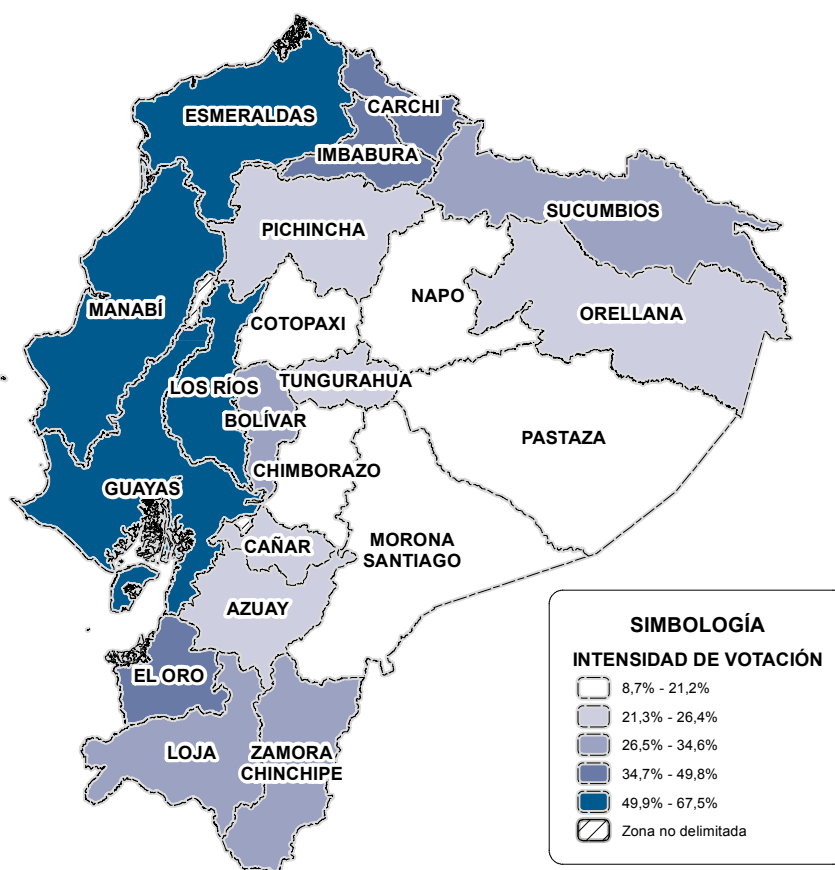 ESMERALDAS
CARCHI
IMBABURA
SUCUMBIOS
PICHINCHA
NAPO
MANABÍ
ORELLANA
COTOPAXI
TUNGURAHUA
LOS RÍOS
BOLÍVAR
PASTAZA
CHIMBORAZO
GUAYAS
MORONA
SANTIAGO
CAÑAR
AZUAY
EL ORO
LOJA
ZAMORA
CHINCHIPE
SIMBOLOGÍA
INTENSIDAD DE VOTACIÓN
8,7% - 21,2%
21,3% - 26,4%
26,5% - 34,6%
34,7% - 49,8%
49,9% - 67,5%
Zona no delimitada